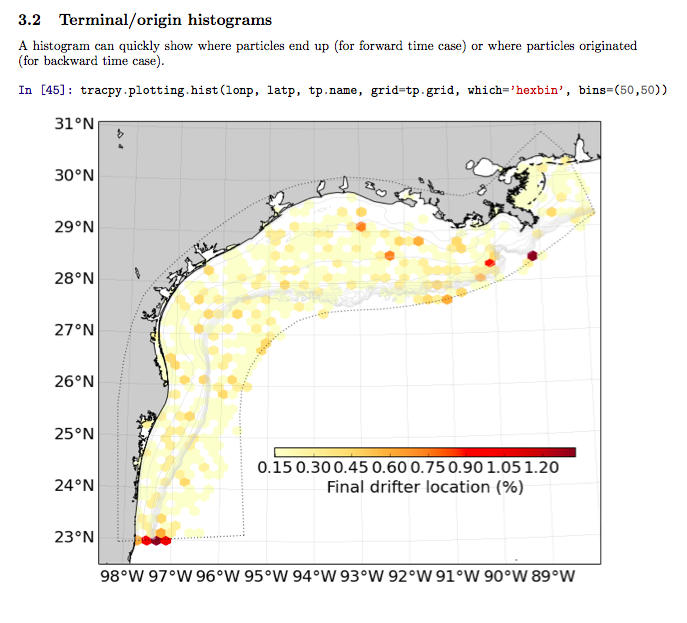 3.2 Terminal/origin histograms
A histogram can quickly show where particles end up (for forward time case) or where particles originated
(for backward time case).
In [45]: tracpy.plotting.hist(lonp, latp, tp.name, grid=tp.grid, which='hexbin', bins=(50,50))
31°N
30°N
29°N
28°N
27°N
26°N
25°N
24°N
23°N
0.15 0.30 0.45 0.60 0.75 0.90 1.05 1.20
Final drifter location (%)
98°W 97°W 96°W 95°W 94°W 93°W 92°W 91°W 90°W 89°W